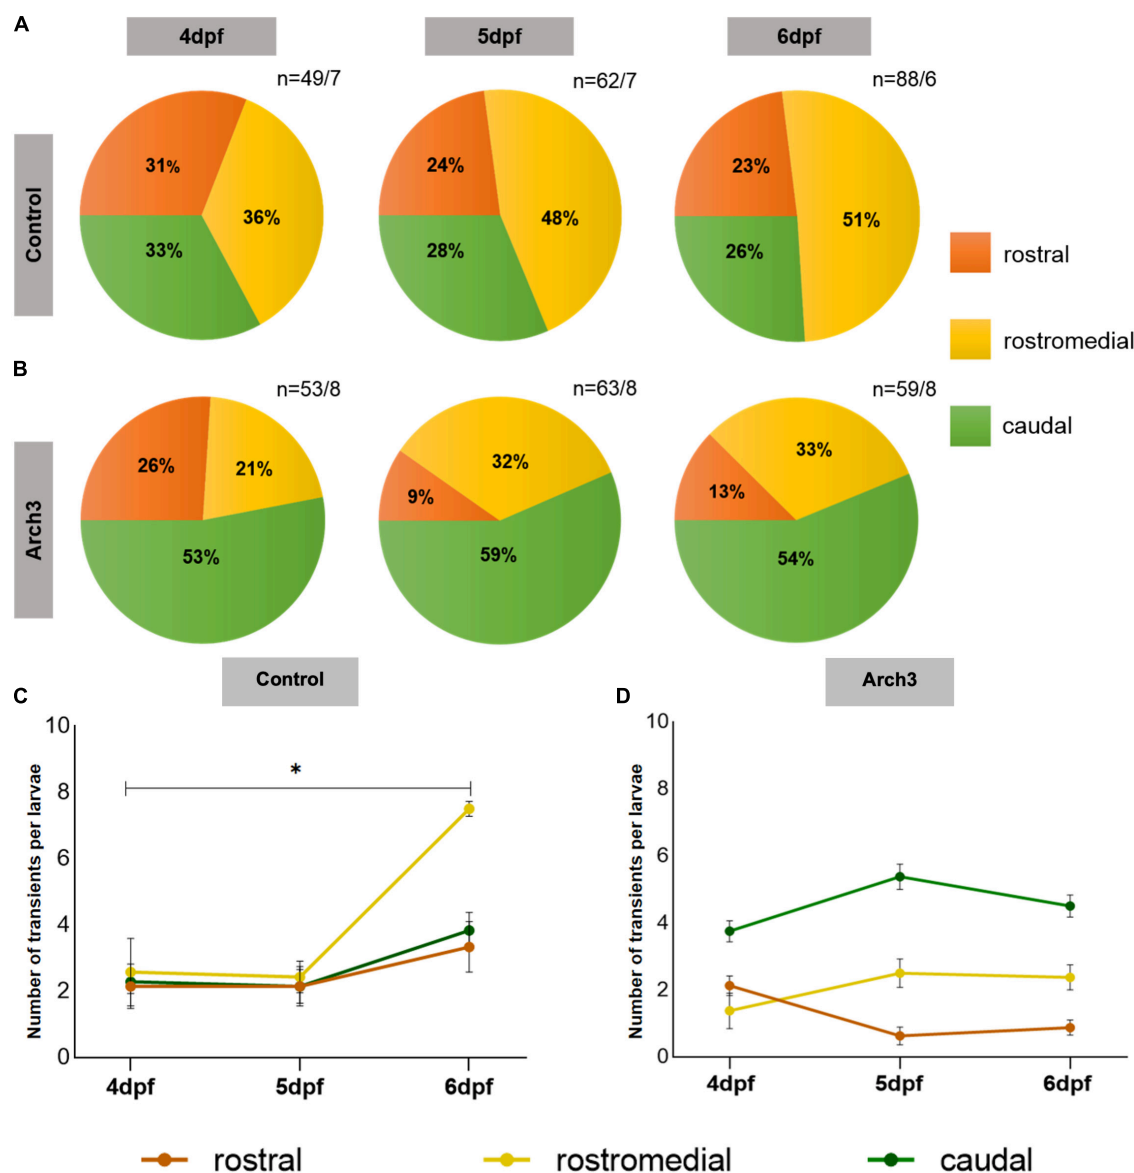 A
4dpf
5dpf
6dpf
n=49/7
n=62/7
n=88/6
Control
31%
36%
33%
24%
48%
28%
23%
51%
26%
rostral
rostromedial
caudal
B
n=53/8
n=63/8
n=59/8
Arch3
26%
21%
53%
32%
9%
59%
33%
13%
54%
Control
Arch3
C
Number of transients per larvae
10
8
6
4
2
0
*
4dpf
5dpf
6dpf
D
Number of transients per larvae
10
8
6
4
2
0
4dpf
5dpf
6dpf
rostral
rostromedial
caudal